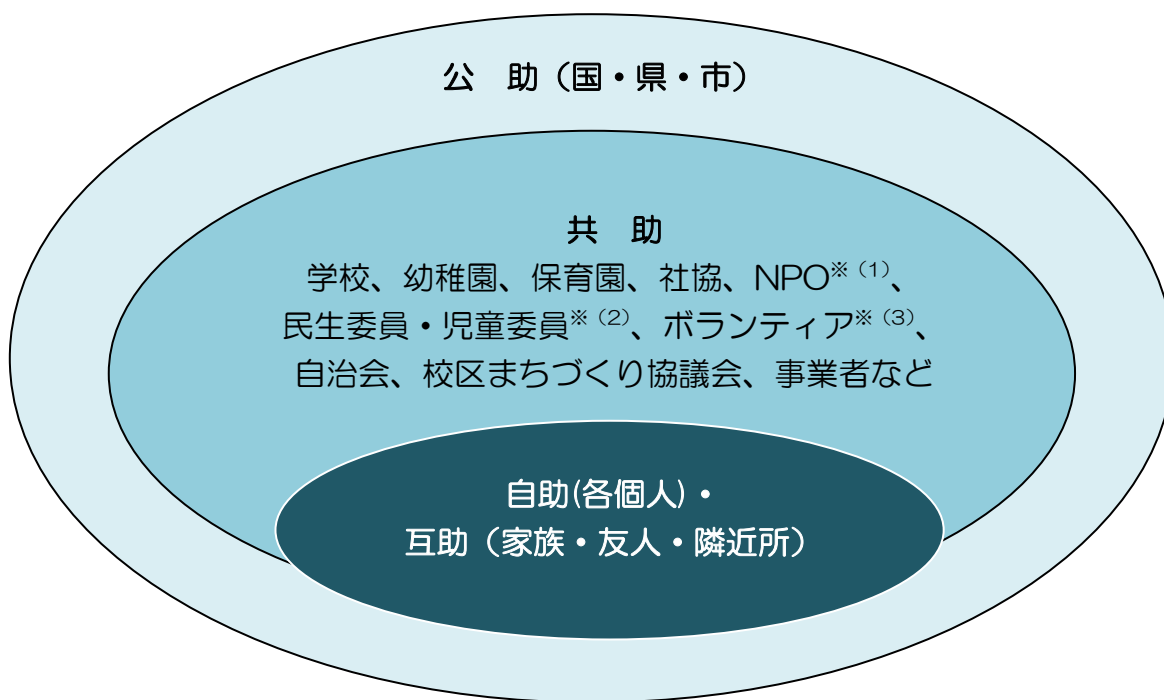 公　助（国・県・市）
共　助
学校、幼稚園、保育園、社協、NPO※（1）、
民生委員・児童委員※（2）、ボランティア※（3）、
自治会、校区まちづくり協議会、事業者など
自助(各個人)・
互助（家族・友人・隣近所）